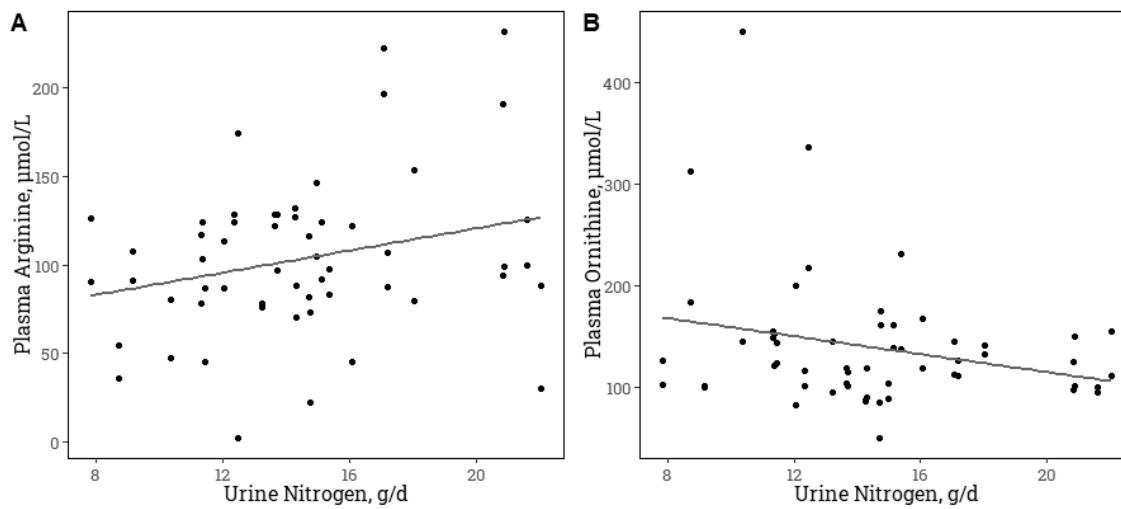 A
Plasma Arginine, µmol/L
200
150
100
50
0
8 12 16 20
Urine Nitrogen, g/d
B
Plasma Ornithine, µmol/L
400
300
200
100
8 12 16 20
Urine Nitrogen, g/d